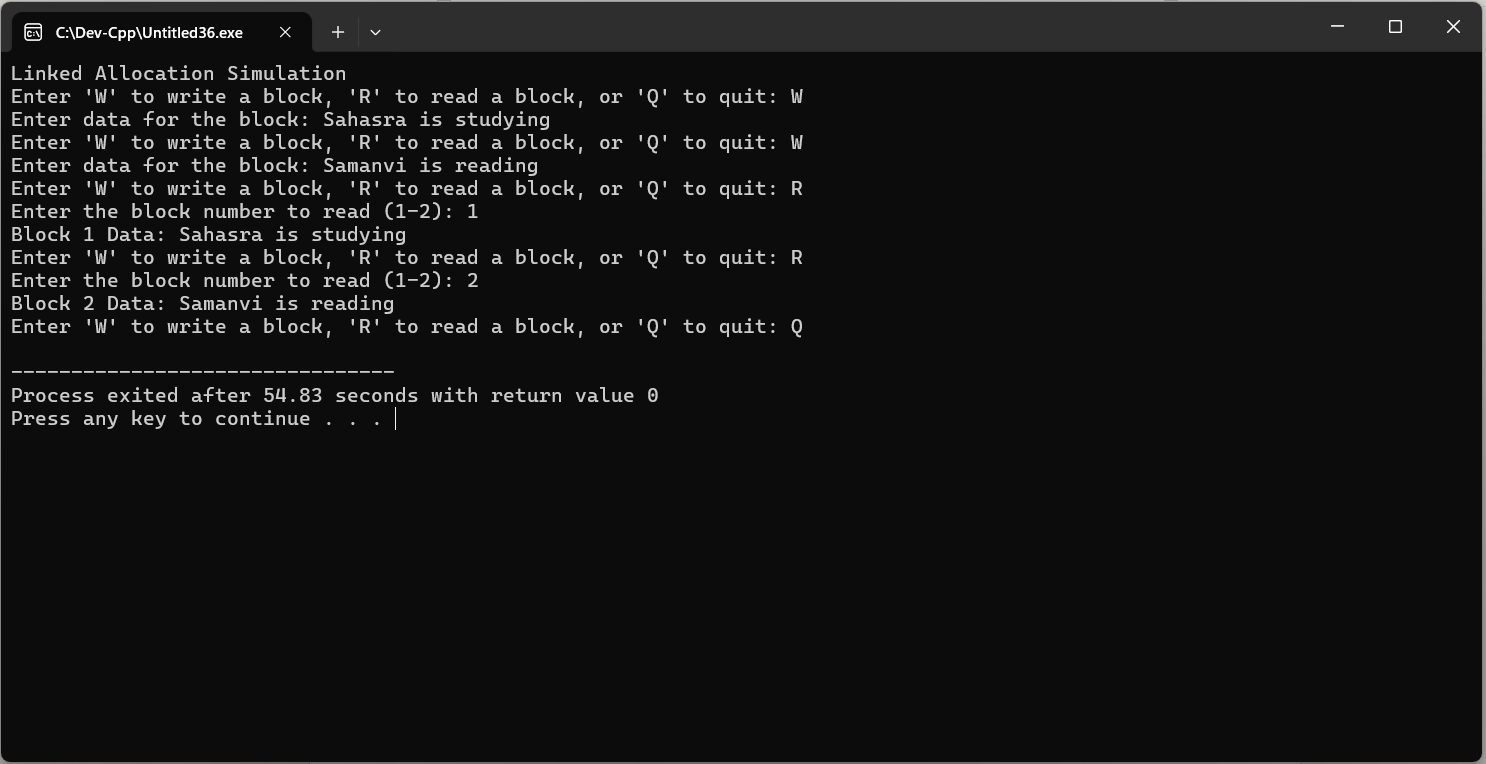 C:\Dev-Cpp\Untitled36.exe
Linked Allocation Simulation
Enter 'W' to write a block, 'R' to read a block, or 'Q' to quit: W
Enter data for the block: Sahasra is studying
Enter 'W' to write a block, 'R' to read a block, or 'Q' to quit: W
Enter data for the block: Samanvi is reading
Enter 'W' to write a block, 'R' to read a block, or 'Q' to quit: R
Enter the block number to read (1-2): 1
Block 1 Data: Sahasra is studying
Enter 'W' to write a block, 'R' to read a block, or 'Q' to quit: R
Enter the block number to read (1-2): 2
Block 2 Data: Samanvi is reading
Enter 'W' to write a block, 'R' to read a block, or 'Q' to quit: Q
--------------------------------
Process exited after 54.83 seconds with return value 0
Press any key to continue . . .